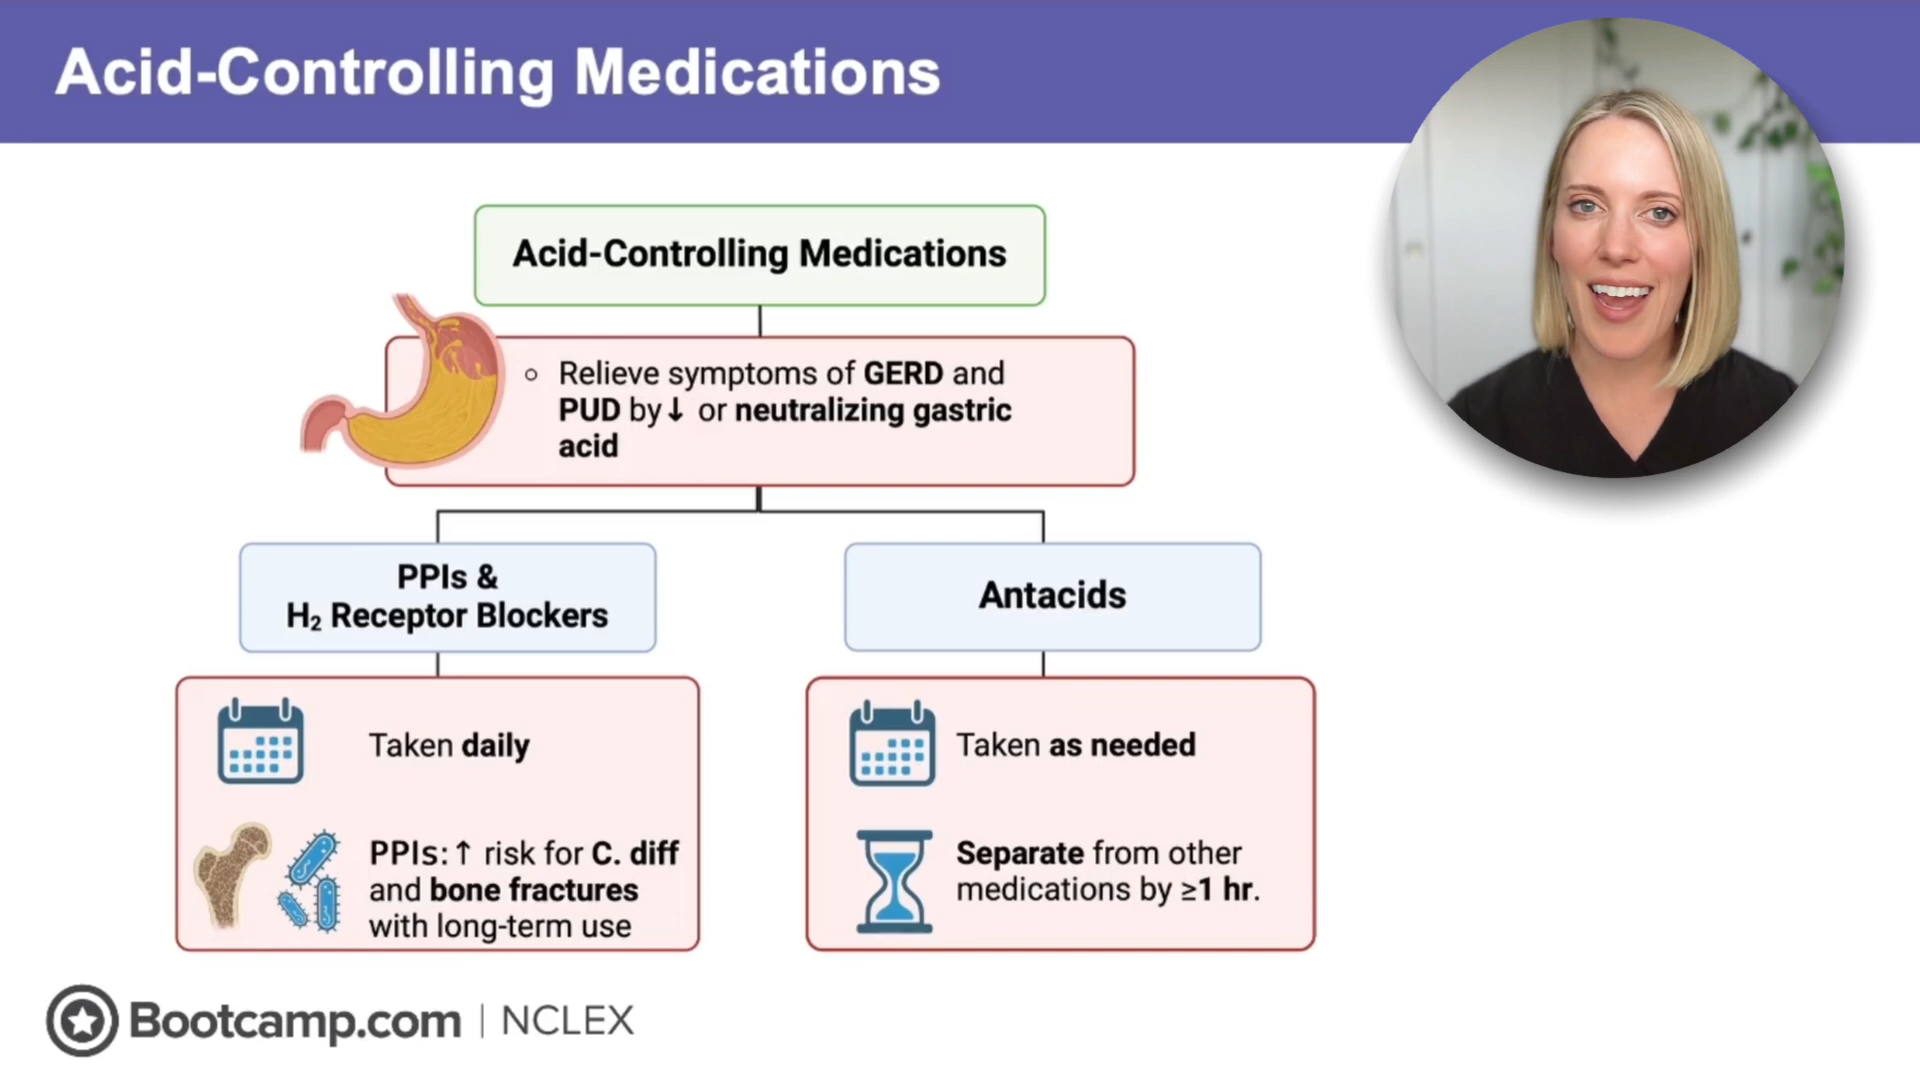 Acid-Controlling Medications
Acid-Controlling Medications
○ Relieve symptoms of GERD and
PUD by↓ or neutralizing gastric
acid
PPIs &
H₂ Receptor Blockers
Taken daily
PPIs:↑ risk for C. diff
and bone fractures
with long-term use
Antacids
Taken as needed
Separate from other
medications by ≥1 hr.
Bootcamp.com | NCLEX